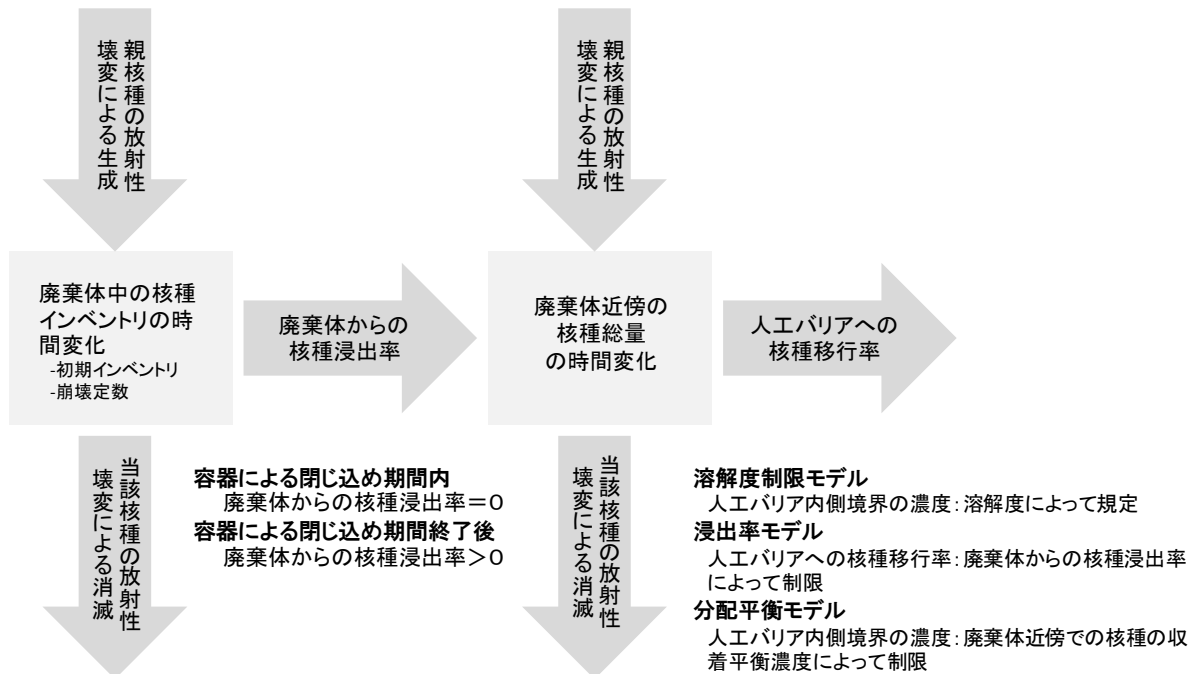 親核種の放射性
壊変による生成
親核種の放射性
壊変による生成
廃棄体中の核種
インベントリの時
間変化
-初期インベントリ
-崩壊定数
廃棄体からの
核種浸出率
廃棄体近傍の
核種総量
の時間変化
人工バリアへの
核種移行率
当該核種の放射性
壊変による消滅
容器による閉じ込め期間内
廃棄体からの核種浸出率＝0
容器による閉じ込め期間終了後
廃棄体からの核種浸出率＞0
当該核種の放射性
壊変による消滅
溶解度制限モデル
人工バリア内側境界の濃度：溶解度によって規定
浸出率モデル
人工バリアへの核種移行率：廃棄体からの核種浸出率
によって制限
分配平衡モデル
人工バリア内側境界の濃度：廃棄体近傍での核種の収
着平衡濃度によって制限